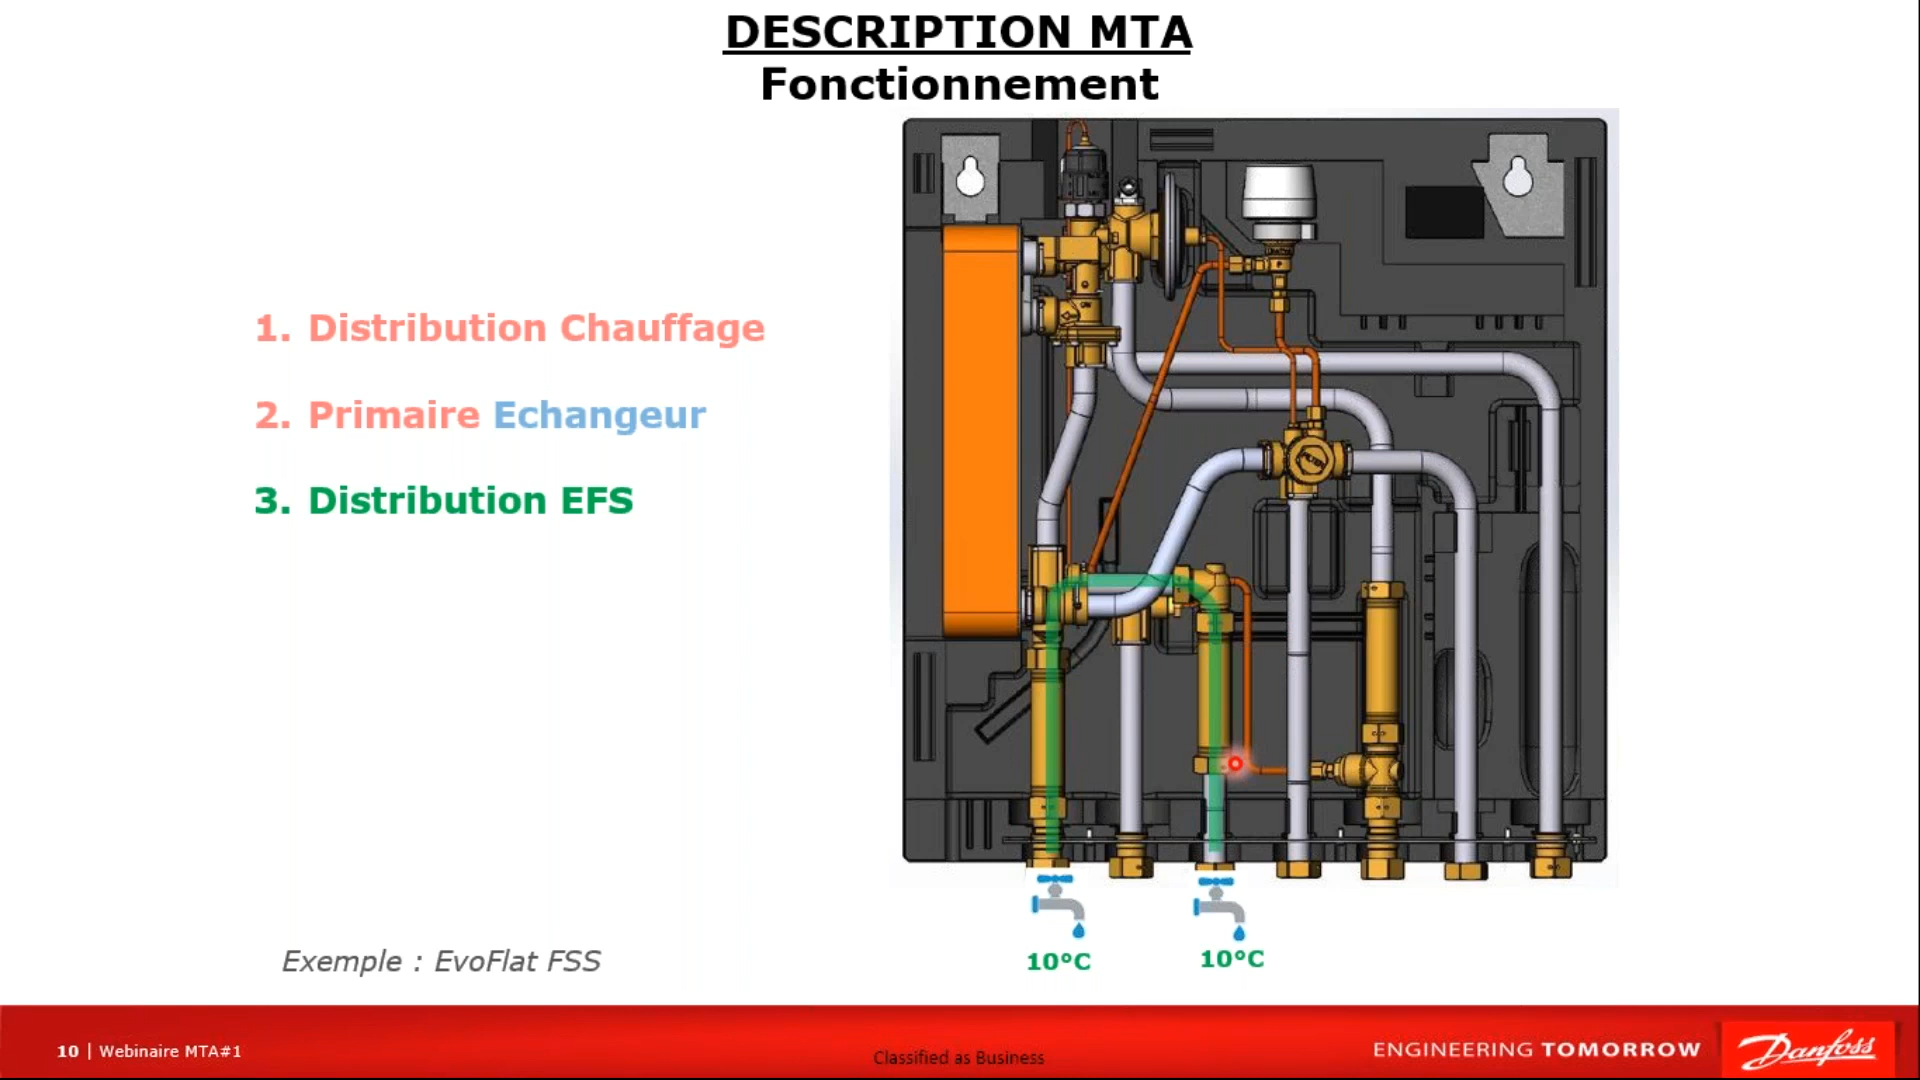 DESCRIPTION MTA
Fonctionnement
1. Distribution Chauffage
2. Primaire Echangeur
3. Distribution EFS
10°C
10°C
Exemple : EvoFlat FSS
10 | Webinaire MTA#1
Classified as Business
ENGINEERING TOMORROW
Danfoss